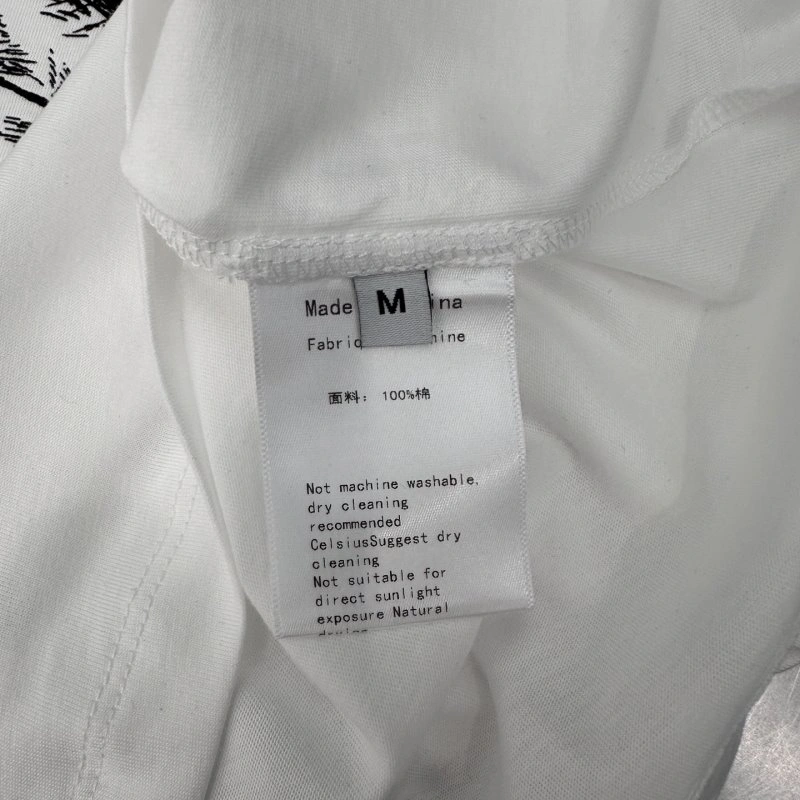 Made
M
ina
Fabric
hine
面料: 100%棉
Not machine washable,
dry cleaning
recommended
CelsiusSuggest dry
cleaning
Not suitable for
direct sunlight
exposure Natural